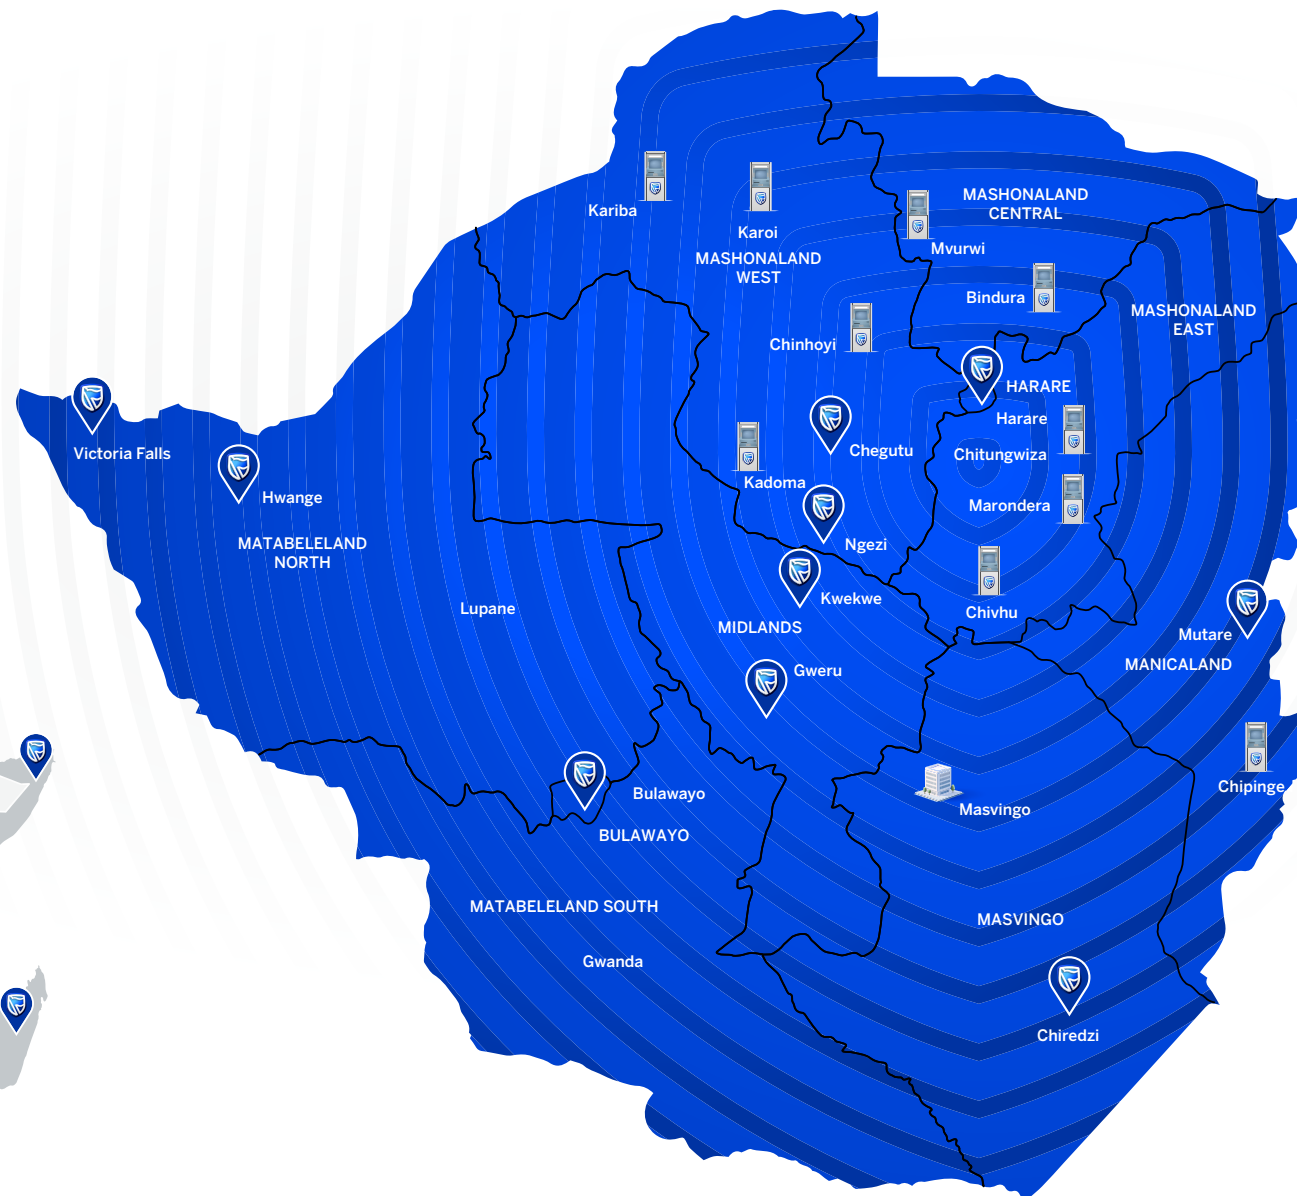 MASHONALAND
CENTRAL
Kariba
Karoi
Mvurwi
MASHONALAND
WEST
Bindura
MASHONALAND
EAST
Chinhoyi
HARARE
Harare
Victoria Falls
Chegutu
Chitungwiza
Kadoma
Hwange
Marondera
MATABELELAND
NORTH
Ngezi
Kwekwe
Lupane
Chivhu
MIDLANDS
Mutare
MANICALAND
Gweru
Chipinge
Bulawayo
Masvingo
BULAWAYO
MATABELELAND SOUTH
MASVINGO
Gwanda
Chiredzi